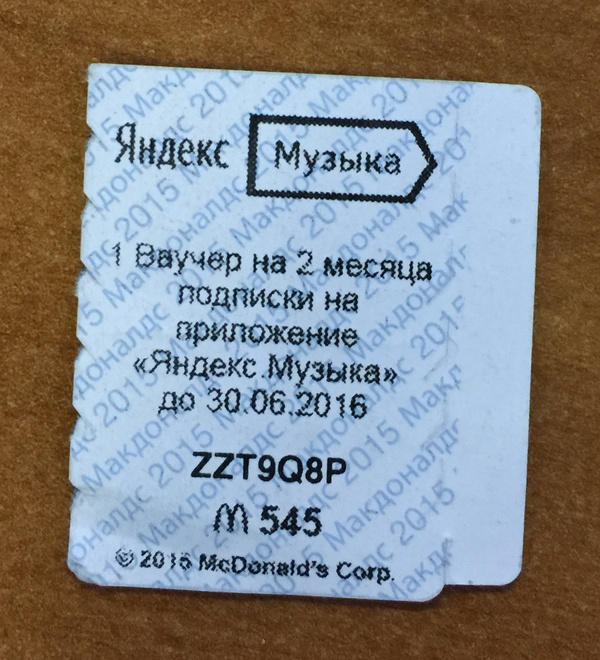 Яндекс Музыка
1 Ваучер на 2 месяца
подписки на
приложение
«Яндекс.Музыка»
до 30.06.2016
ZZT9Q8P
545
© 2015 McDonald's Corp.